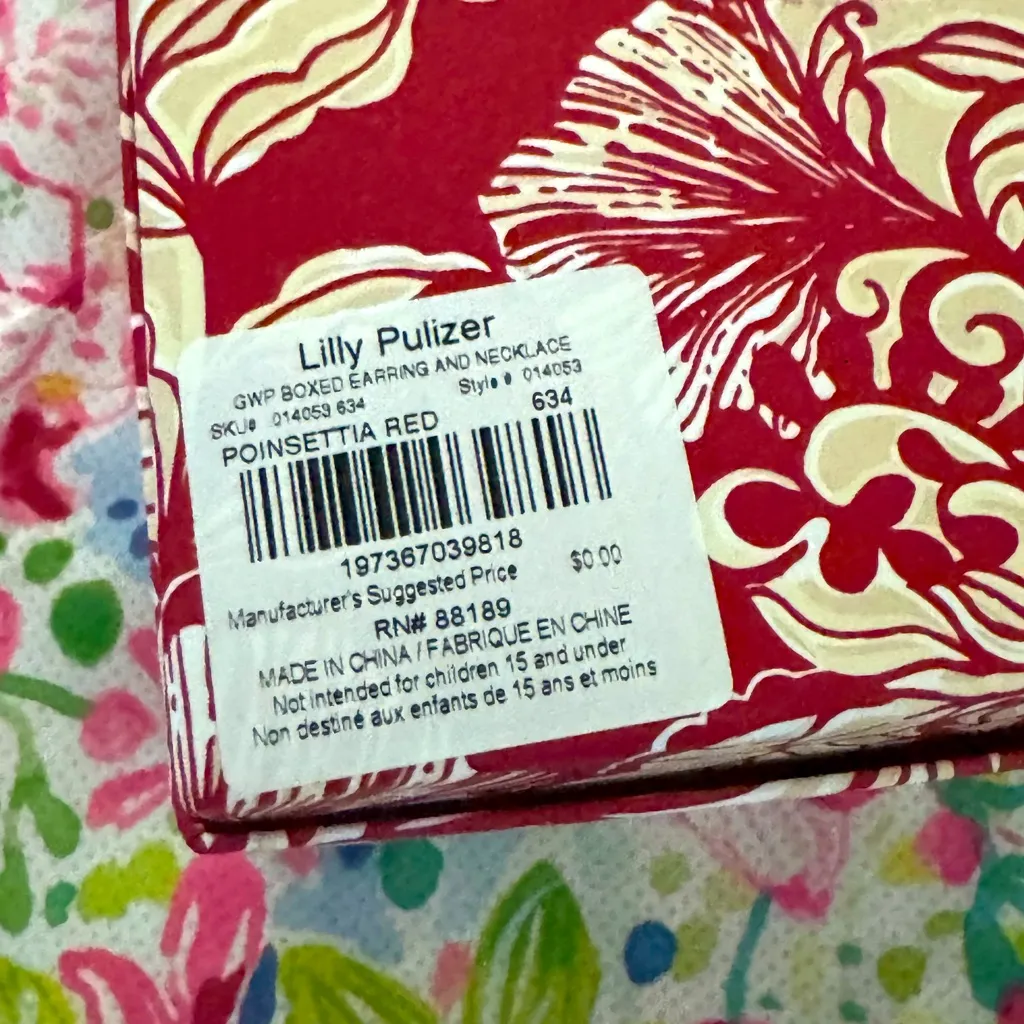 Lilly Pulizer
GWP BOXED EARRING AND NECKLACE
SKU# 014053 634 Style # 014053
POINSETTIA RED 634
197367039818
Manufacturer's Suggested Price $0.00
RN# 88189
MADE IN CHINA / FABRIQUE EN CHINE
Not intended for children 15 and under
Non destiné aux enfants de 15 ans et moins